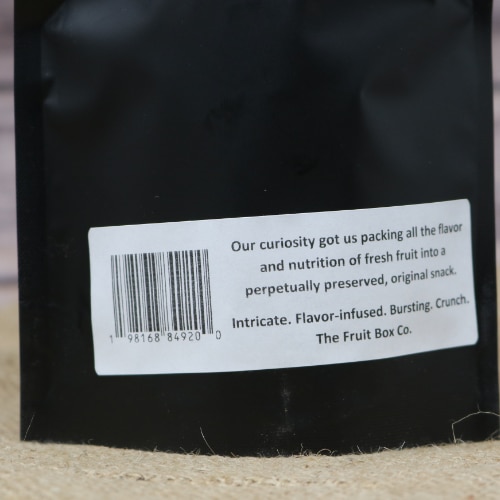 Our curiosity got us packing all the flavor
and nutrition of fresh fruit into a
perpetually preserved, original snack.
Intricate. Flavor-infused. Bursting. Crunch.
The Fruit Box Co.
1 98168 84920 0